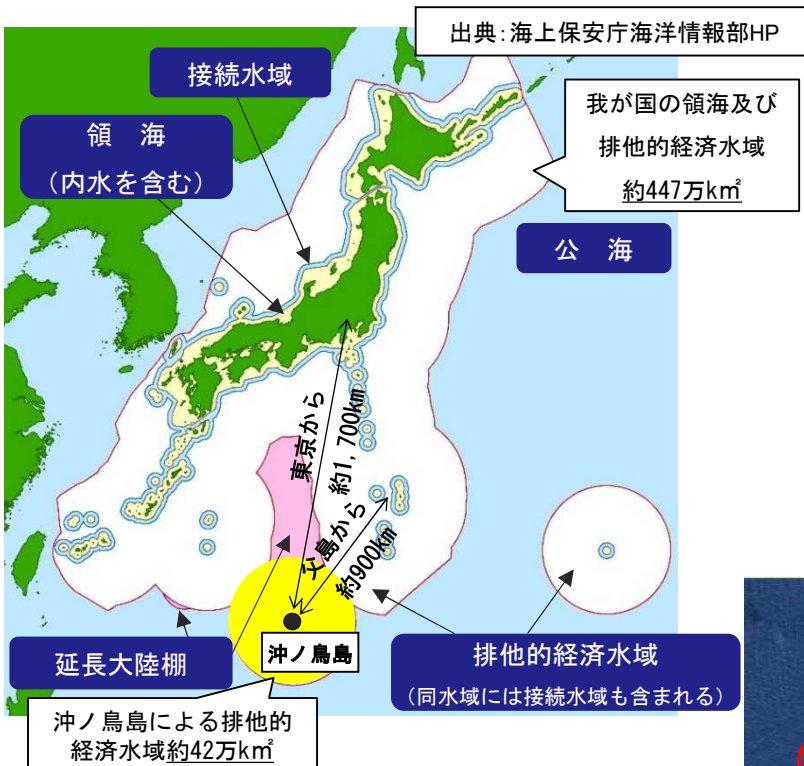 出典：海上保安庁海洋情報部HP
接続水域
領　海
（内水を含む）
我が国の領海及び
排他的経済水域
約447万㎢
公　海
東京から
約1,700km
父島から
約900km
沖ノ鳥島
延長大陸棚
排他的経済水域
（同水域には接続水域も含まれる）
沖ノ鳥島による排他的
経済水域約42万㎢